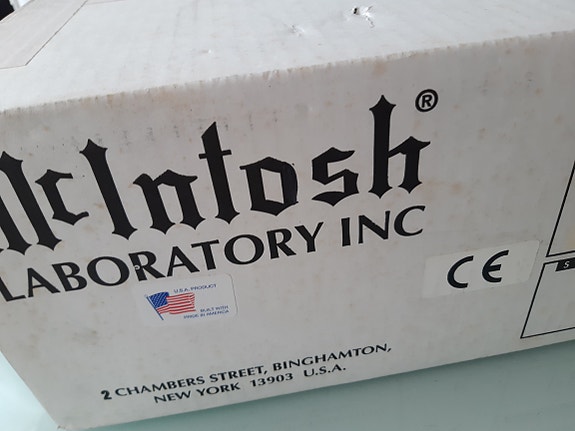 McIntosh®
LABORATORY INC
CE
U.S.A. PRODUCT
BUILT WITH
PRIDE IN AMERICA
2 CHAMBERS STREET, BINGHAMTON,
NEW YORK 13903 U.S.A.
S